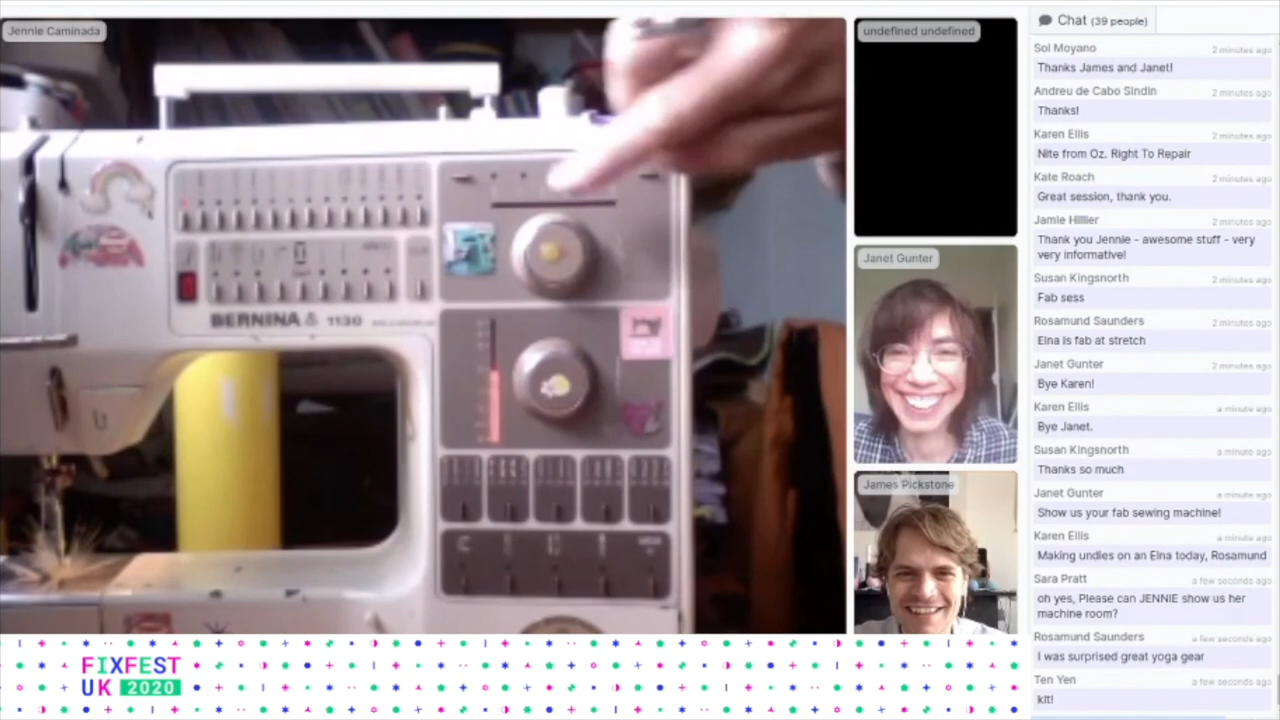 Jennie Caminada
BERNINA 1130
undefined undefined
Janet Gunter
James Pickstone
FIXFEST
UK 2020
Chat (39 people)
Sol Moyano 2 minutes ago
Thanks James and Janet!
Andreu de Cabo Sindin 2 minutes ago
Thanks!
Karen Ellis 2 minutes ago
Nite from Oz. Right To Repair
Kate Roach 2 minutes ago
Great session, thank you.
Jamie Hillier 2 minutes ago
Thank you Jennie - awesome stuff - very
very informative!
Susan Kingsnorth 2 minutes ago
Fab sess
Rosamund Saunders 2 minutes ago
Elna is fab at stretch
Janet Gunter 2 minutes ago
Bye Karen!
Karen Ellis a minute ago
Bye Janet.
Susan Kingsnorth a minute ago
Thanks so much
Janet Gunter a minute ago
Show us your fab sewing machine!
Karen Ellis a minute ago
Making undies on an Elna today, Rosamund
Sara Pratt a few seconds ago
oh yes, Please can JENNIE show us her
machine room?
Rosamund Saunders a few seconds ago
I was surprised great yoga gear
Ten Yen a few seconds ago
kit!